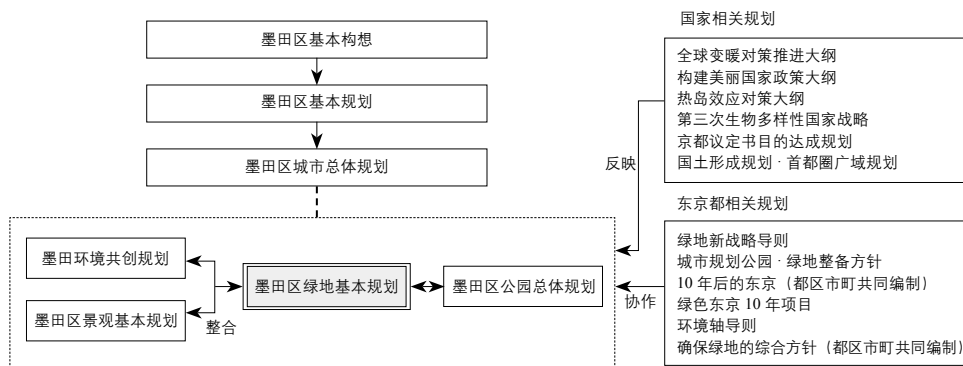 墨田区基本构想
墨田区基本规划
墨田区城市总体规划
墨田环境共创规划
墨田区景观基本规划
整合
墨田区绿地基本规划
墨田区公园总体规划
反映
协作
国家相关规划
全球变暖对策推进大纲
构建美丽国家政策大纲
热岛效应对策大纲
第三次生物多样性国家战略
京都议定书目的达成规划
国土形成规划·首都圈广域规划
东京都相关规划
绿地新战略导则
城市规划公园·绿地整备方针
10 年后的东京（都区市町共同编制）
绿色东京 10 年项目
环境轴导则
确保绿地的综合方针（都区市町共同编制）